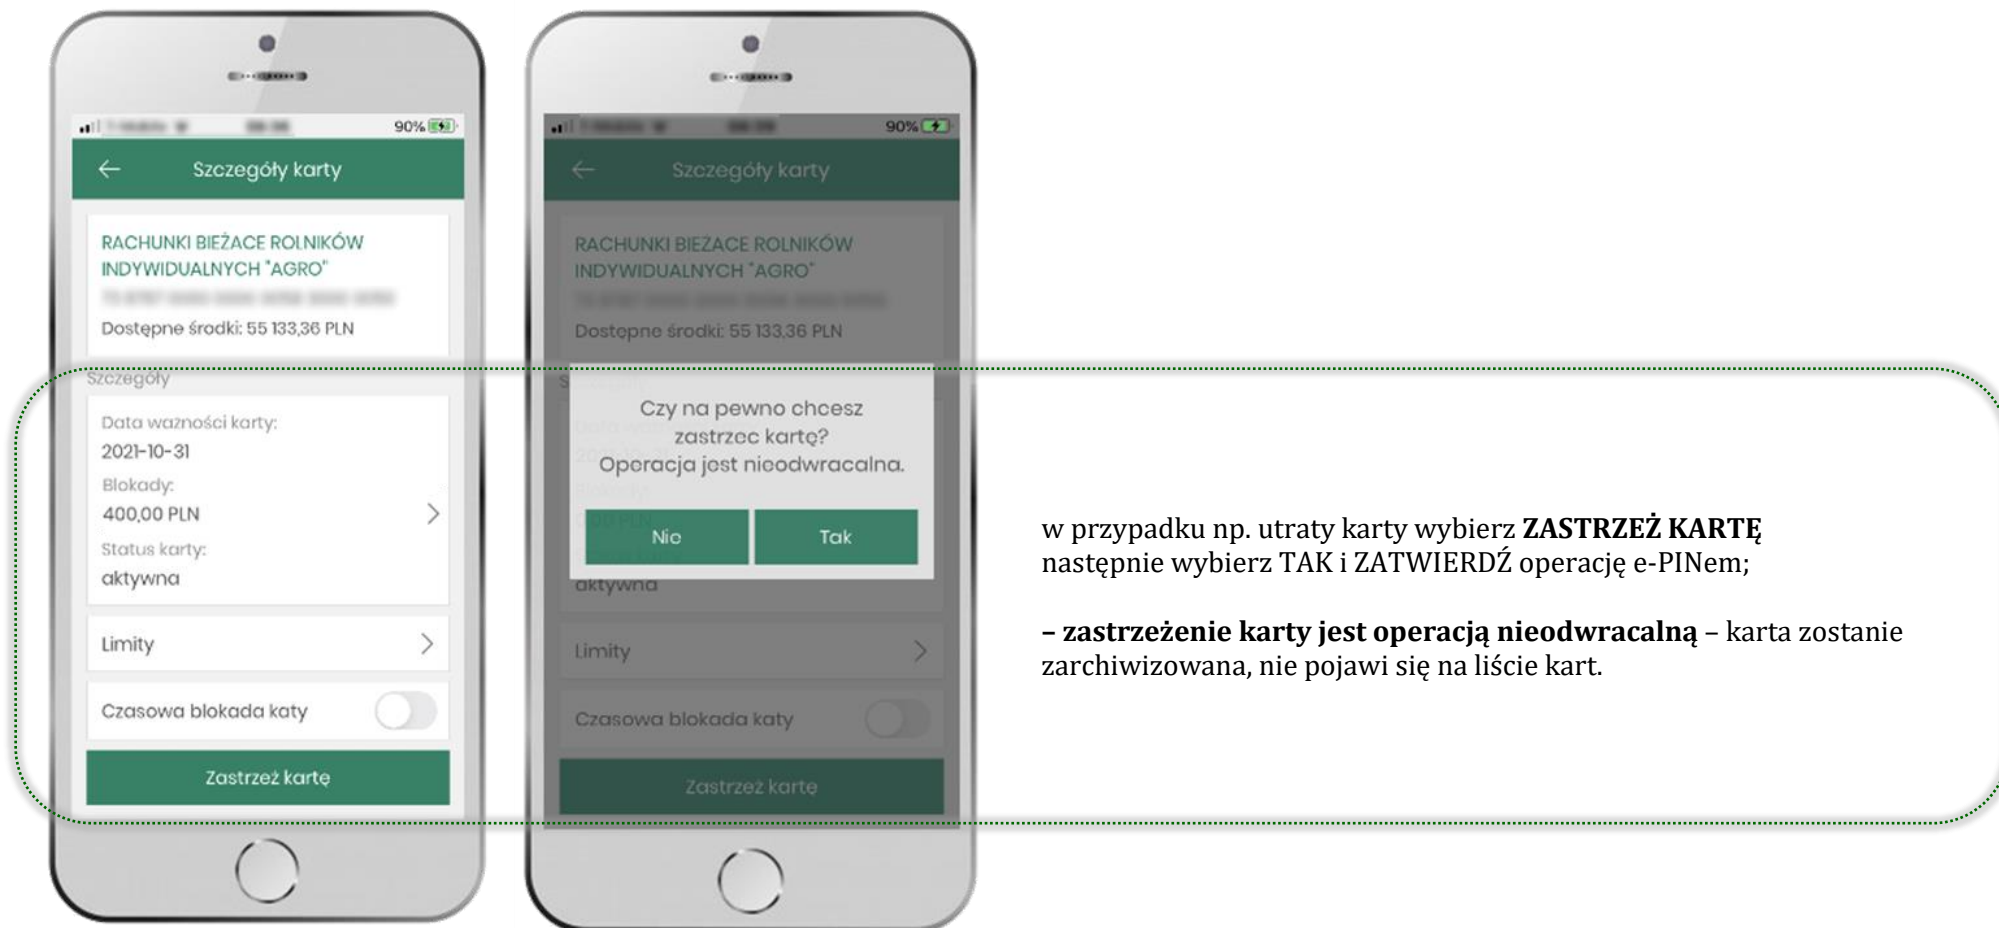 90%
Szczegóły karty
RACHUNKI BIEŻACE ROLNIKÓW
INDYWIDUALNYCH "AGRO"
Dostępne środki: 55 133,36 PLN
Szczegóły
Data ważności karty:
2021-10-31
Blokady:
400,00 PLN
Status karty:
aktywna
Limity
Czasowa blokada katy
Zastrzeż kartę
90%
Szczegóły karty
RACHUNKI BIEŻACE ROLNIKÓW
INDYWIDUALNYCH "AGRO"
Dostępne środki: 55 133,36 PLN
Czy na pewno chcesz
zastrzec kartę?
Operacja jest nieodwracalna.
Nie
Tak
aktywna
Limity
Czasowa blokada katy
Zastrzeż kartę
w przypadku np. utraty karty wybierz ZASTRZEŻ KARTĘ
następnie wybierz TAK i ZATWIERDŹ operację e-PINem;
– zastrzeżenie karty jest operacją nieodwracalną – karta zostanie
zarchiwizowana, nie pojawi się na liście kart.